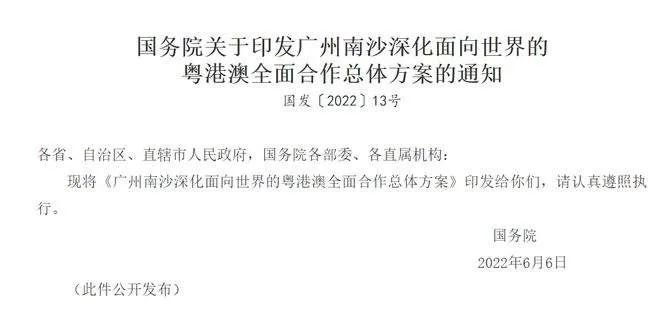 国务院关于印发广州南沙深化面向世界的
粤港澳全面合作总体方案的通知
国发〔2022〕13号
各省、自治区、直辖市人民政府，国务院各部委、各直属机构：
现将《广州南沙深化面向世界的粤港澳全面合作总体方案》印发给你们，请认真遵照执
行。
国务院
2022年6月6日
（此件公开发布）